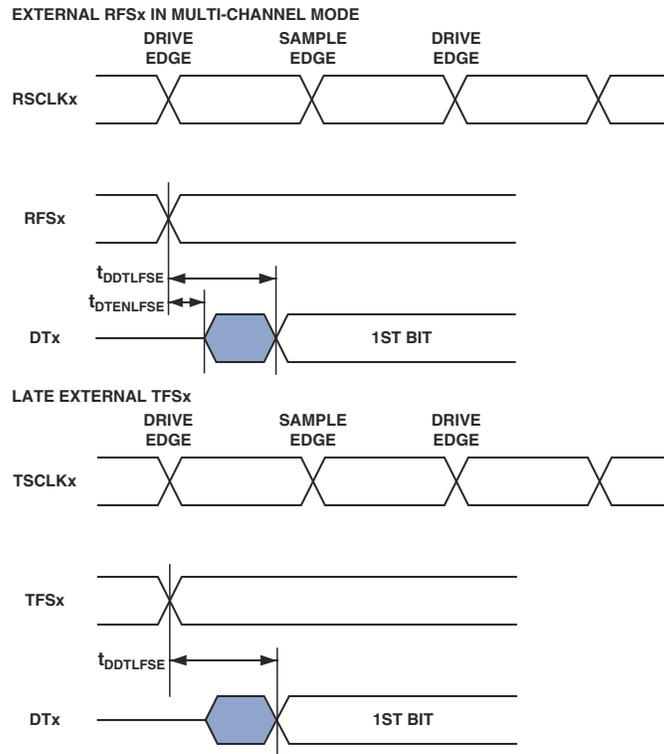 EXTERNAL RFSx IN MULTI-CHANNEL MODE
DRIVE EDGE
SAMPLE EDGE
DRIVE EDGE
RSCLKx
RFSx
tDDTLFSE
tDTENLFSE
DTx
1ST BIT
LATE EXTERNAL TFSx
DRIVE EDGE
SAMPLE EDGE
DRIVE EDGE
TSCLKx
TFSx
tDDTLFSE
DTx
1ST BIT